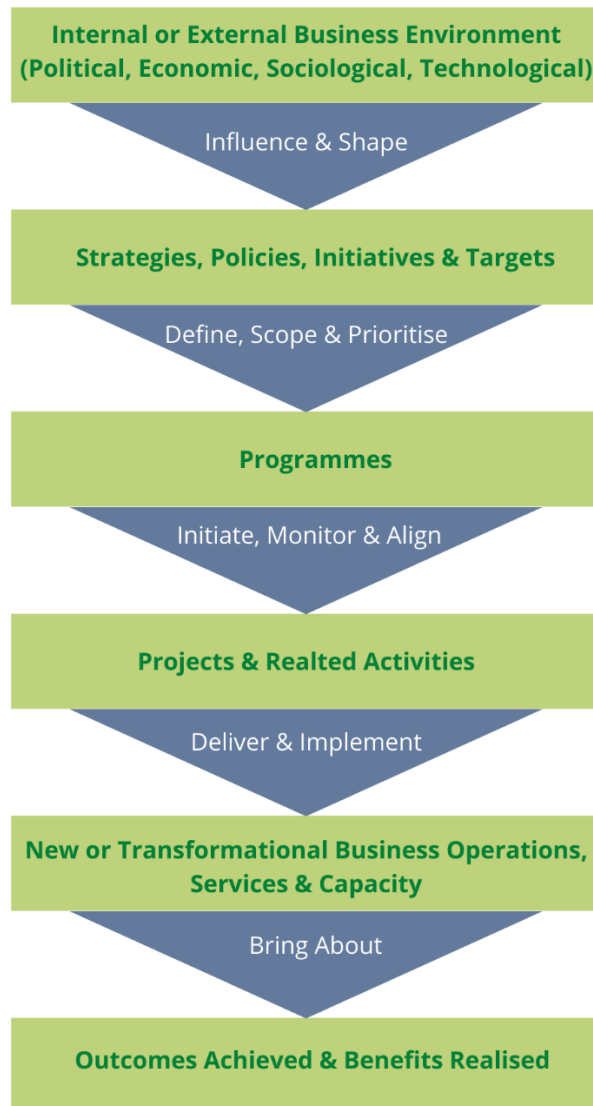 Internal or External Business Environment
(Political, Economic, Sociological, Technological)
Influence & Shape
Strategies, Policies, Initiatives & Targets
Define, Scope & Prioritise
Programmes
Initiate, Monitor & Align
Projects & Realted Activities
Deliver & Implement
New or Transformational Business Operations,
Services & Capacity
Bring About
Outcomes Achieved & Benefits Realised